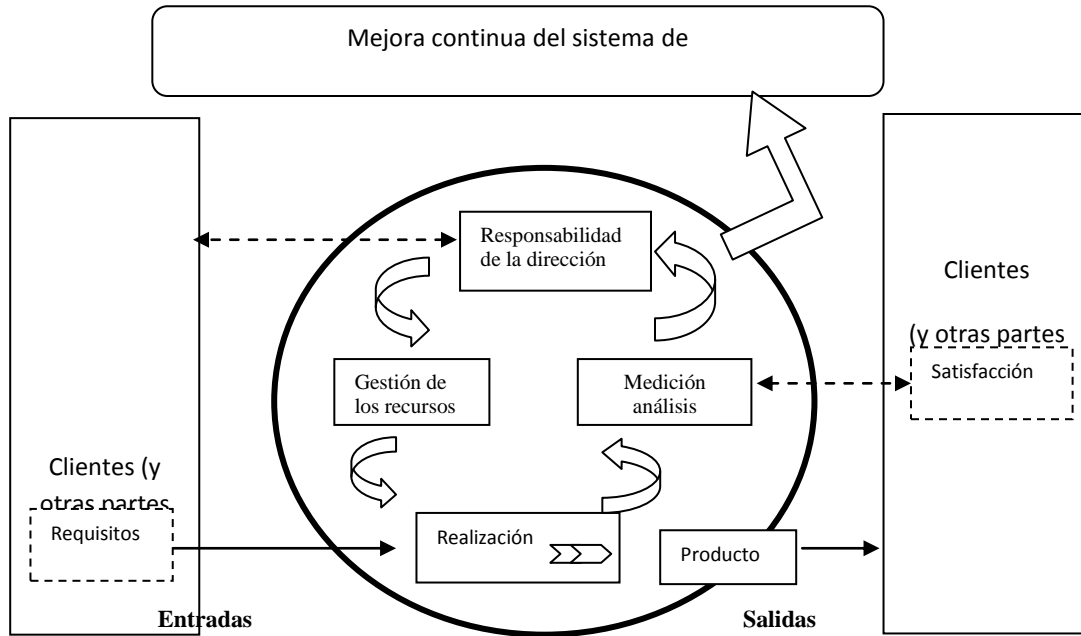 Mejora continua del sistema de
Responsabilidad
de la dirección
Clientes
(y otras partes
Satisfacción
Gestión de
los recursos
Medición
análisis
Clientes (y
otras partes
Requisitos
Realización
Producto
Entradas
Salidas